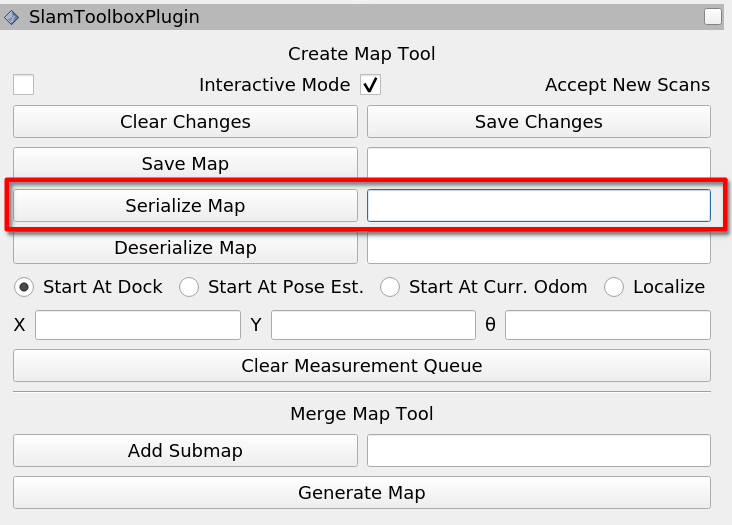 SlamToolboxPlugin
Create Map Tool
Interactive Mode Accept New Scans
Clear Changes Save Changes
Save Map
Serialize Map
Deserialize Map
Start At Dock Start At Pose Est. Start At Curr. Odom Localize
X Y θ
Clear Measurement Queue
Merge Map Tool
Add Submap
Generate Map